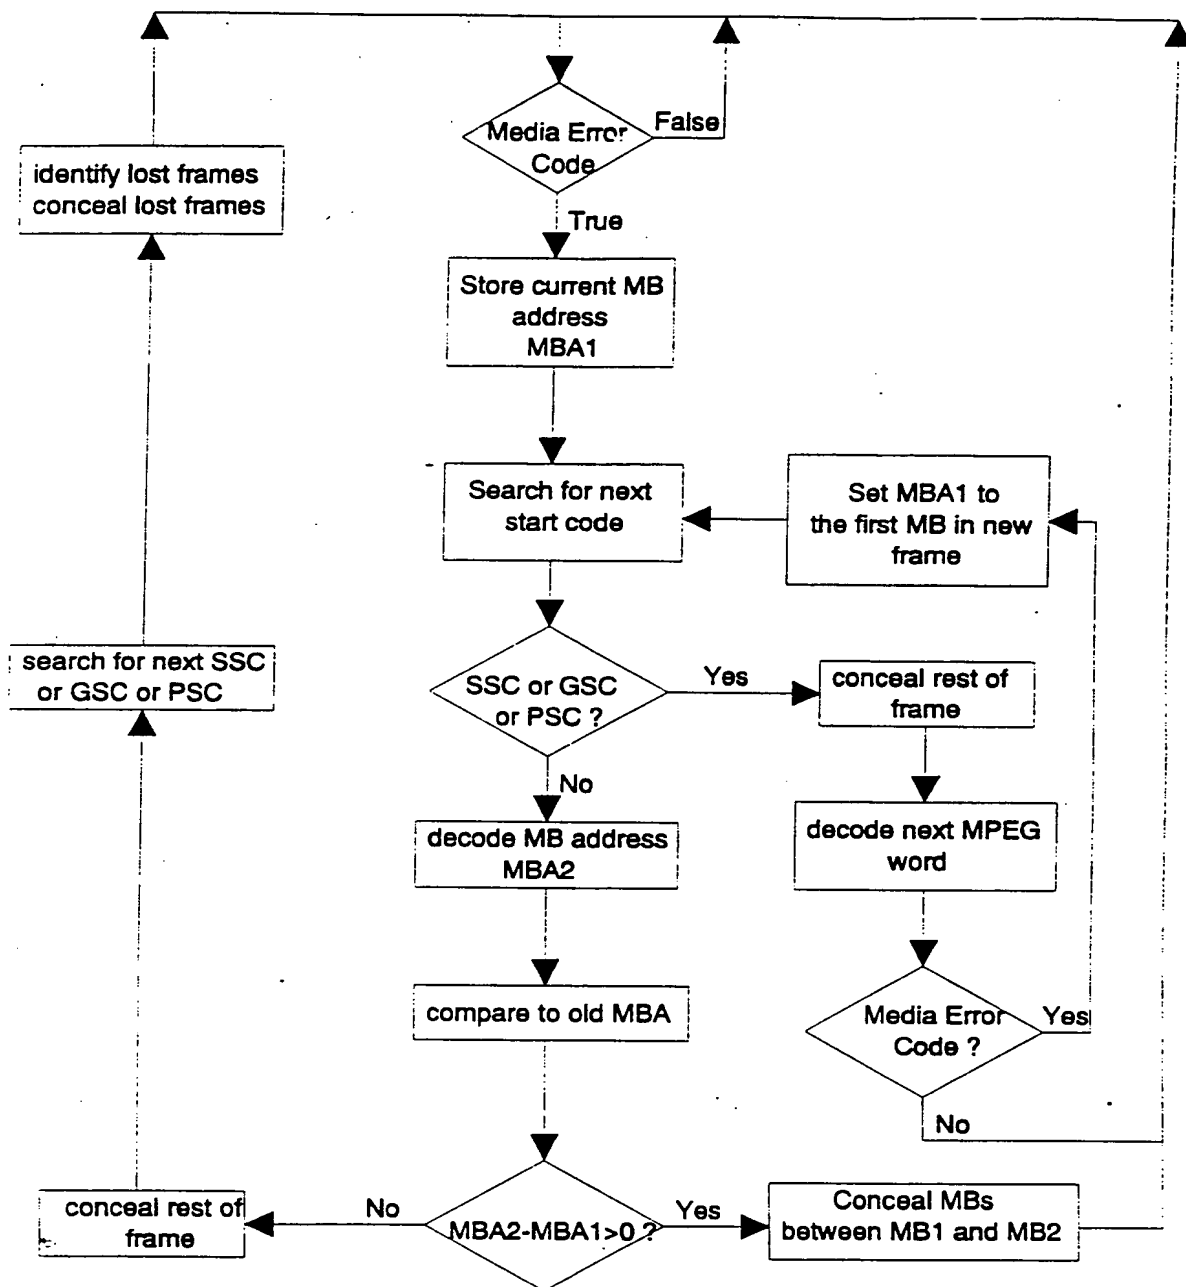 Media Error
Code
False
identify lost frames
conceal lost frames
True
Store current MB
address
MBA1
Search for next
start code
Set MBA1 to
the first MB in new
frame
search for next SSC
or GSC or PSC
SSC or GSC
or PSC ?
Yes
conceal rest of
frame
No
decode MB address
MBA2
decode next MPEG
word
compare to old MBA
Media Error
Code ?
Yes
No
conceal rest of
frame
No
MBA2-MBA1>0 ?
Yes
Conceal MBs
between MB1 and MB2